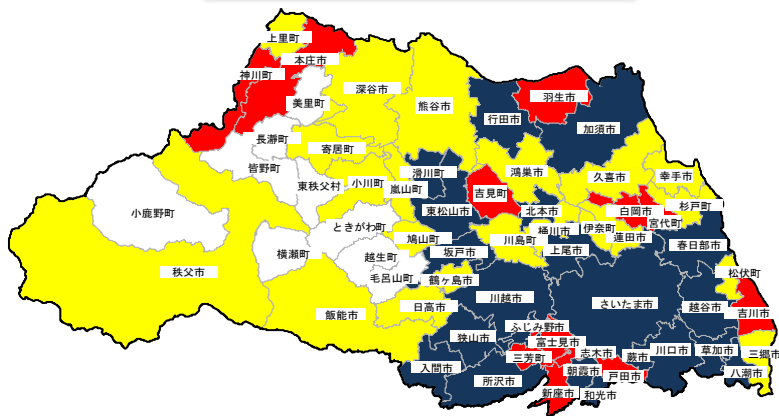 上里町
本庄市
神川町
美里町
深谷市
熊谷市
行田市
羽生市
加須市
長瀞町
寄居町
皆野町
東秩父村
小川町
嵐山町
滑川町
鴻巣市
久喜市
幸手市
吉見町
東松山市
北本市
白岡市
杉戸町
宮代町
小鹿野町
ときがわ町
鳩山町
川島町
桶川市
伊奈町
蓮田市
上尾市
春日部市
横瀬町
越生町
坂戸市
毛呂山町
鶴ヶ島市
秩父市
松伏町
飯能市
日高市
川越市
さいたま市
越谷市
吉川市
狭山市
ふじみ野市
富士見市
三芳町
志木市
蕨市
川口市
草加市
三郷市
入間市
所沢市
朝霞市
戸田市
八潮市
新座市
和光市